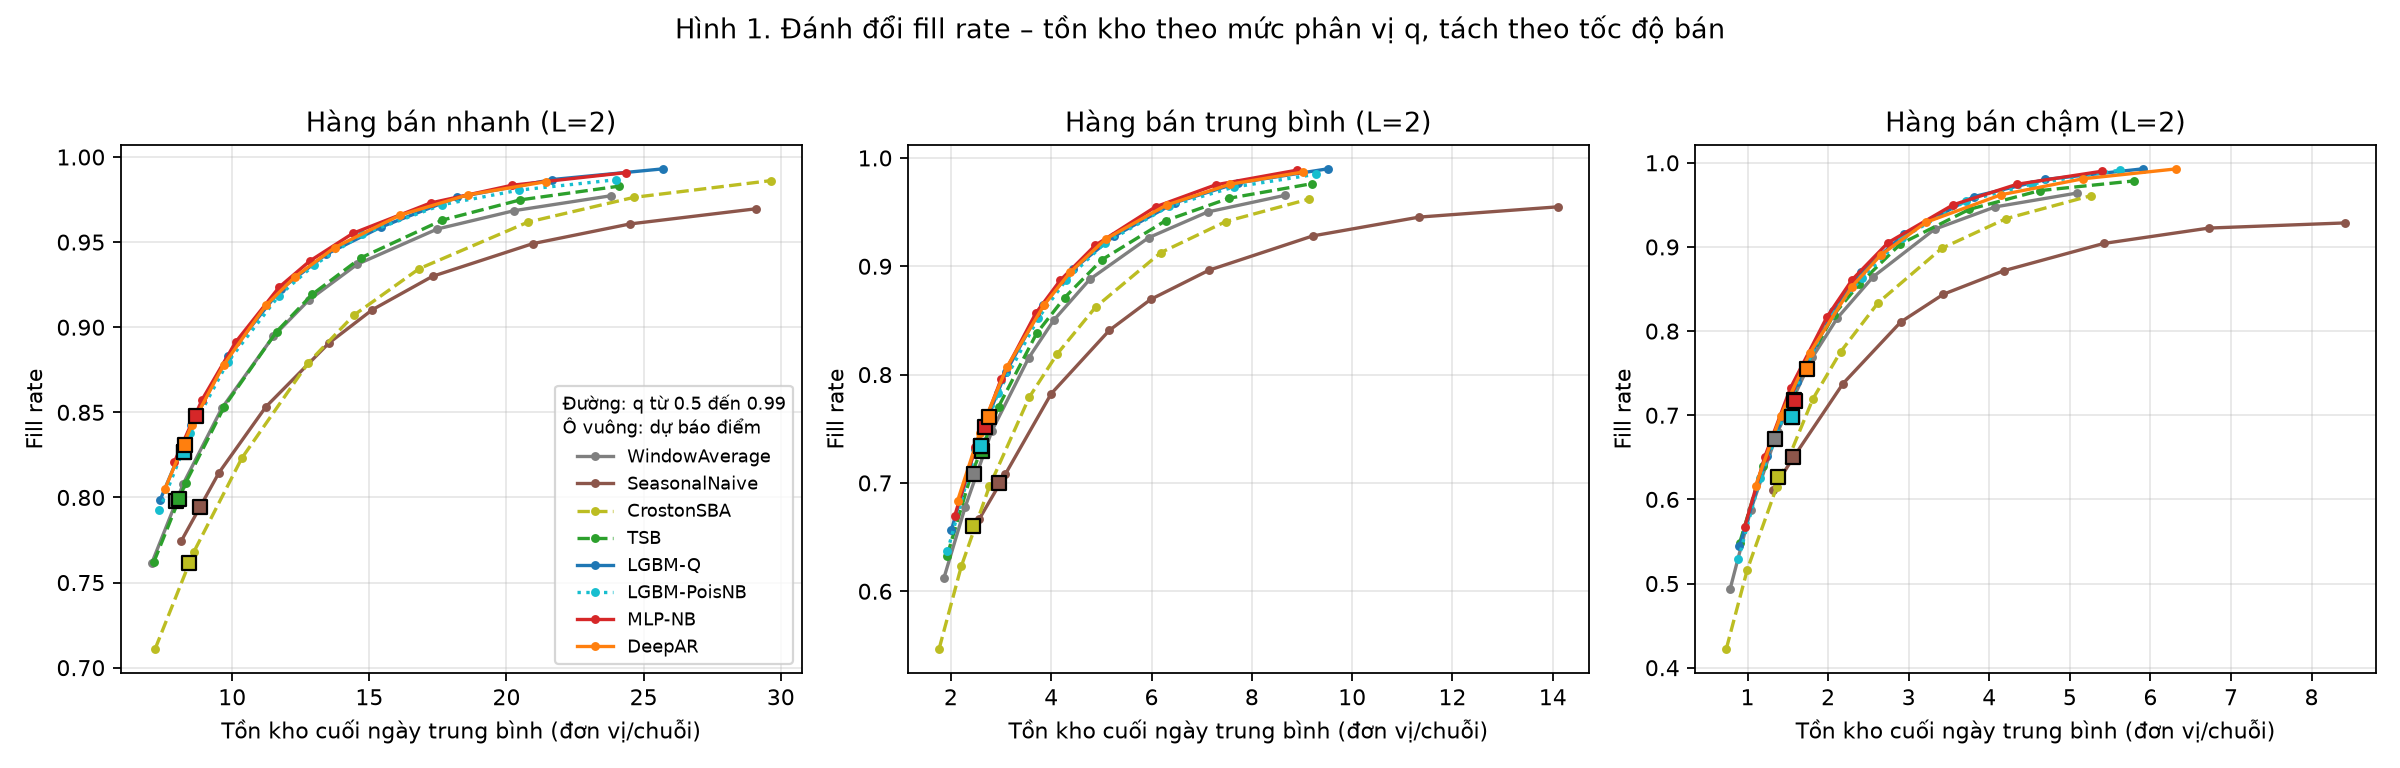 Hình 1. Đánh đổi fill rate – tồn kho theo mức phân vị q, tách theo tốc độ bán
Hàng bán nhanh (L=2)
Fill rate
1.00
0.95
0.90
0.85
0.80
0.75
0.70
10
15
20
25
30
Tồn kho cuối ngày trung bình (đơn vị/chuỗi)
Đường: q từ 0.5 đến 0.99
Ô vuông: dự báo điểm
WindowAverage
SeasonalNaive
CrostonSBA
TSB
LGBM-Q
LGBM-PoisNB
MLP-NB
DeepAR
Hàng bán trung bình (L=2)
Fill rate
1.0
0.9
0.8
0.7
0.6
2
4
6
8
10
12
14
Tồn kho cuối ngày trung bình (đơn vị/chuỗi)
Hàng bán chậm (L=2)
Fill rate
1.0
0.9
0.8
0.7
0.6
0.5
0.4
1
2
3
4
5
6
7
8
Tồn kho cuối ngày trung bình (đơn vị/chuỗi)